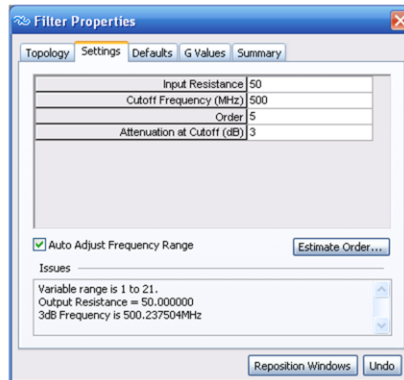 Filter Properties
Topology Settings Defaults G Values Summary
Input Resistance 50
Cutoff Frequency (MHz) 500
Order 5
Attenuation at Cutoff (dB) 3
Auto Adjust Frequency Range Estimate Order...
Issues
Variable range is 1 to 21.
Output Resistance = 50.000000
3dB Frequency is 500.237504MHz
Reposition Windows Undo